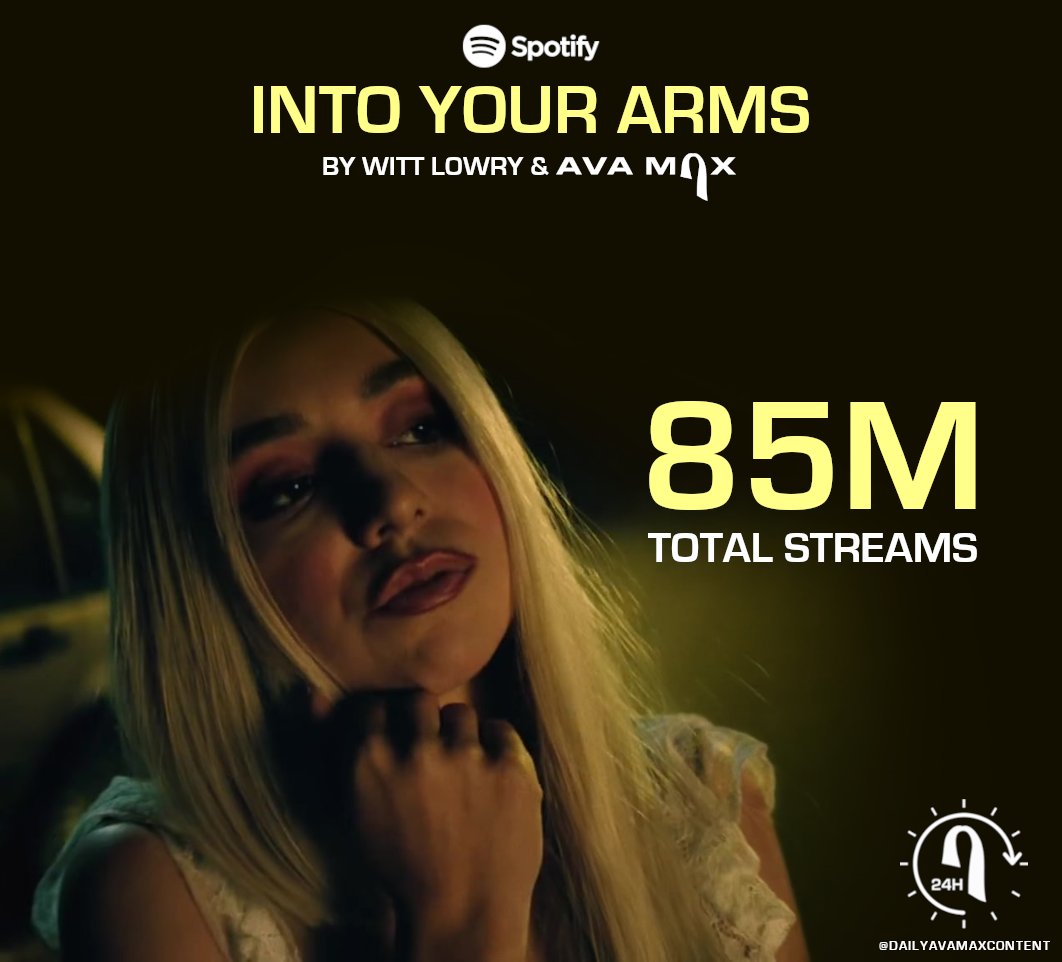 Spotify
INTO YOUR ARMS
BY WITT LOWRY & AVA MAX
85M
TOTAL STREAMS
24H
@DAILYAVAMAXCONTENT